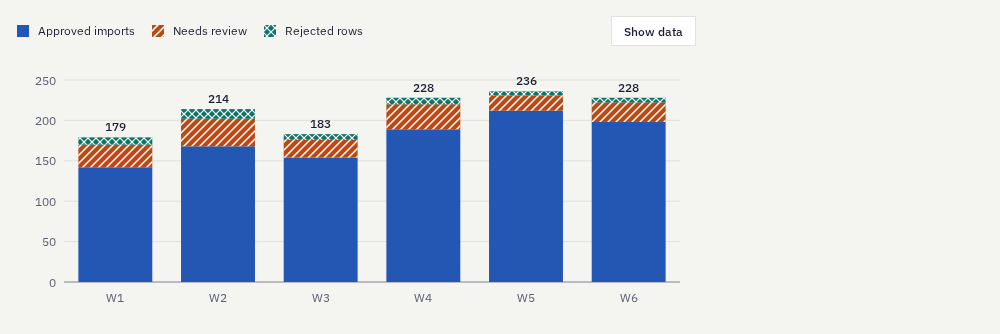 Approved imports
Needs review
Rejected rows
Show data
250
200
150
100
50
0
179
214
183
228
236
228
W1
W2
W3
W4
W5
W6